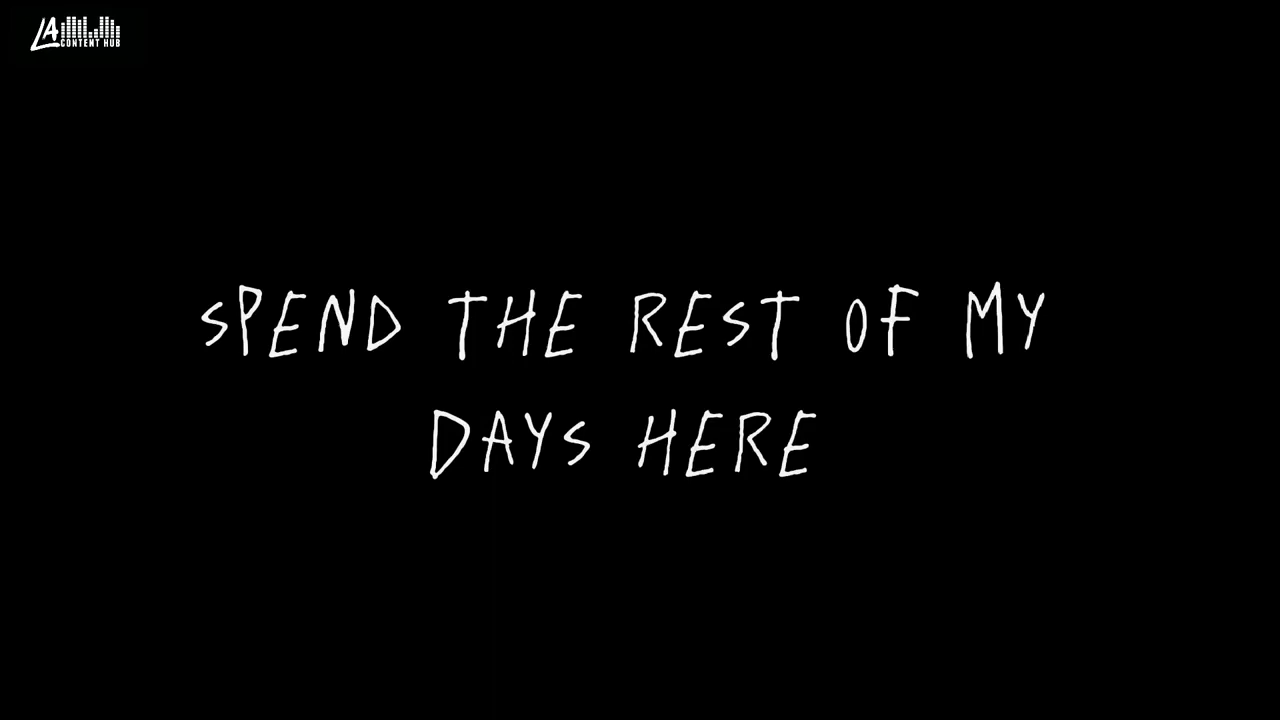 LA
CONTENT HUB
SPEND THE REST OF MY
DAYS HERE